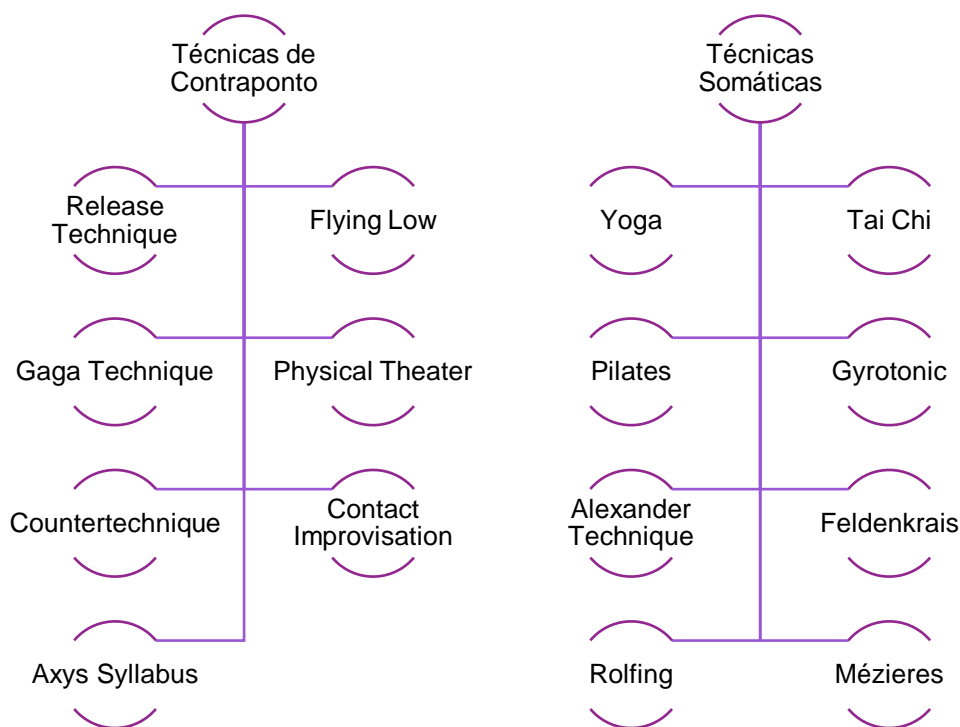 Técnicas de
Contraponto
Release
Technique
Flying Low
Gaga Technique
Physical Theater
Countertechnique
Contact
Improvisation
Axys Syllabus
Técnicas
Somáticas
Yoga
Tai Chi
Pilates
Gyrotonic
Alexander
Technique
Feldenkrais
Rolfing
Mézieres